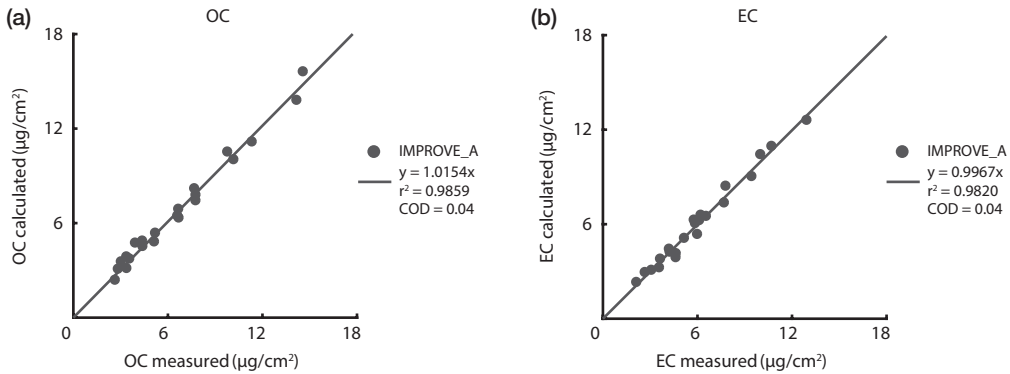 (a)
OC
18
12
6
0
6
12
18
OC calculated (μg/cm²)
OC measured (μg/cm²)
IMPROVE_A
y = 1.0154x
r² = 0.9859
COD = 0.04
(b)
EC
18
12
6
0
6
12
18
EC calculated (μg/cm²)
EC measured (μg/cm²)
IMPROVE_A
y = 0.9967x
r² = 0.9820
COD = 0.04